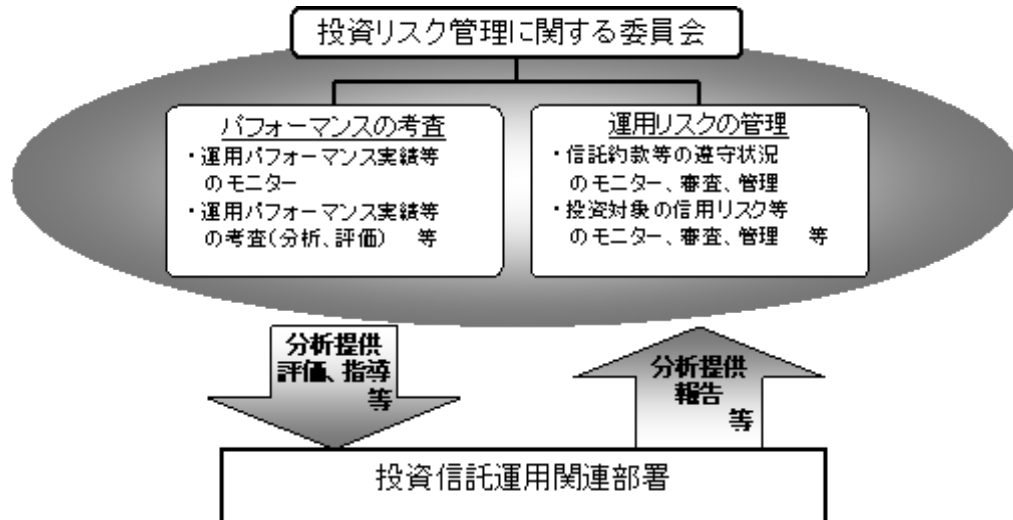 投資リスク管理に関する委員会
パフォーマンスの考査
・運用パフォーマンス実績等
のモニター
・運用パフォーマンス実績等
の考査(分析、評価) 等
運用リスクの管理
・信託約款等の遵守状況
のモニター、審査、管理
・投資対象の信用リスク等
のモニター、審査、管理 等
分析提供
評価、指導
等
分析提供
報告
等
投資信託運用関連部署